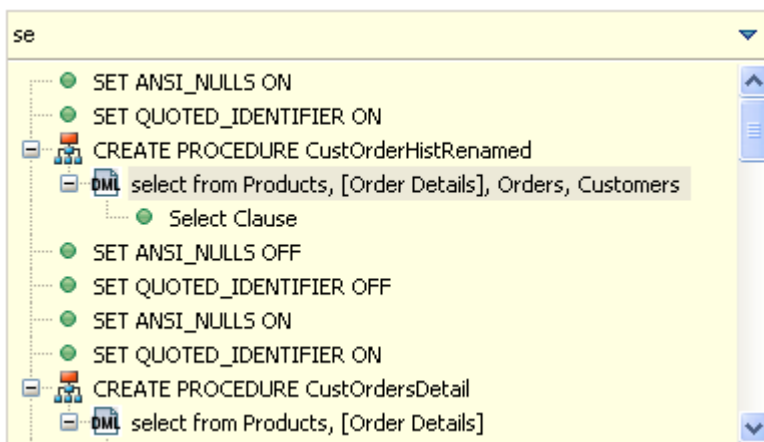 se
SET ANSI_NULLS ON
SET QUOTED_IDENTIFIER ON
CREATE PROCEDURE CustOrderHistRenamed
DML select from Products, [Order Details], Orders, Customers
Select Clause
SET ANSI_NULLS OFF
SET QUOTED_IDENTIFIER OFF
SET ANSI_NULLS ON
SET QUOTED_IDENTIFIER ON
CREATE PROCEDURE CustOrdersDetail
DML select from Products, [Order Details]